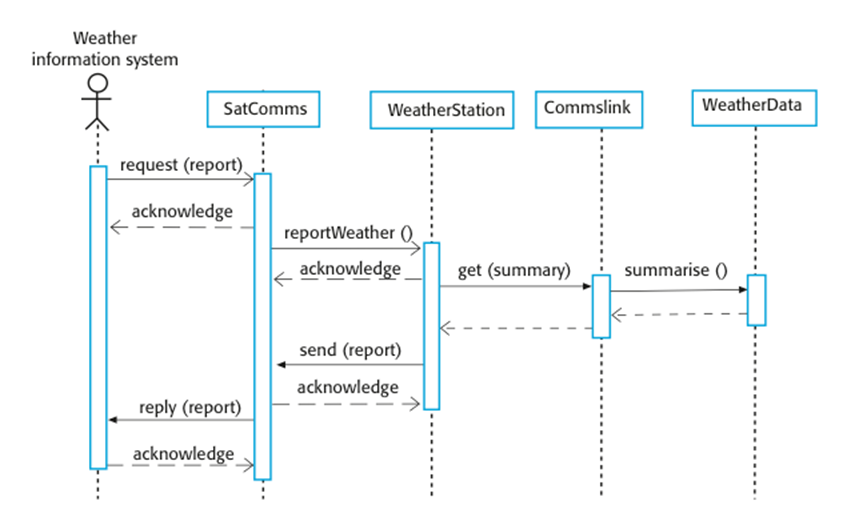 Weather
information system
SatComms
WeatherStation
Commslink
WeatherData
request (report)
acknowledge
reportWeather ()
acknowledge
get (summary)
summarise ()
send (report)
acknowledge
reply (report)
acknowledge